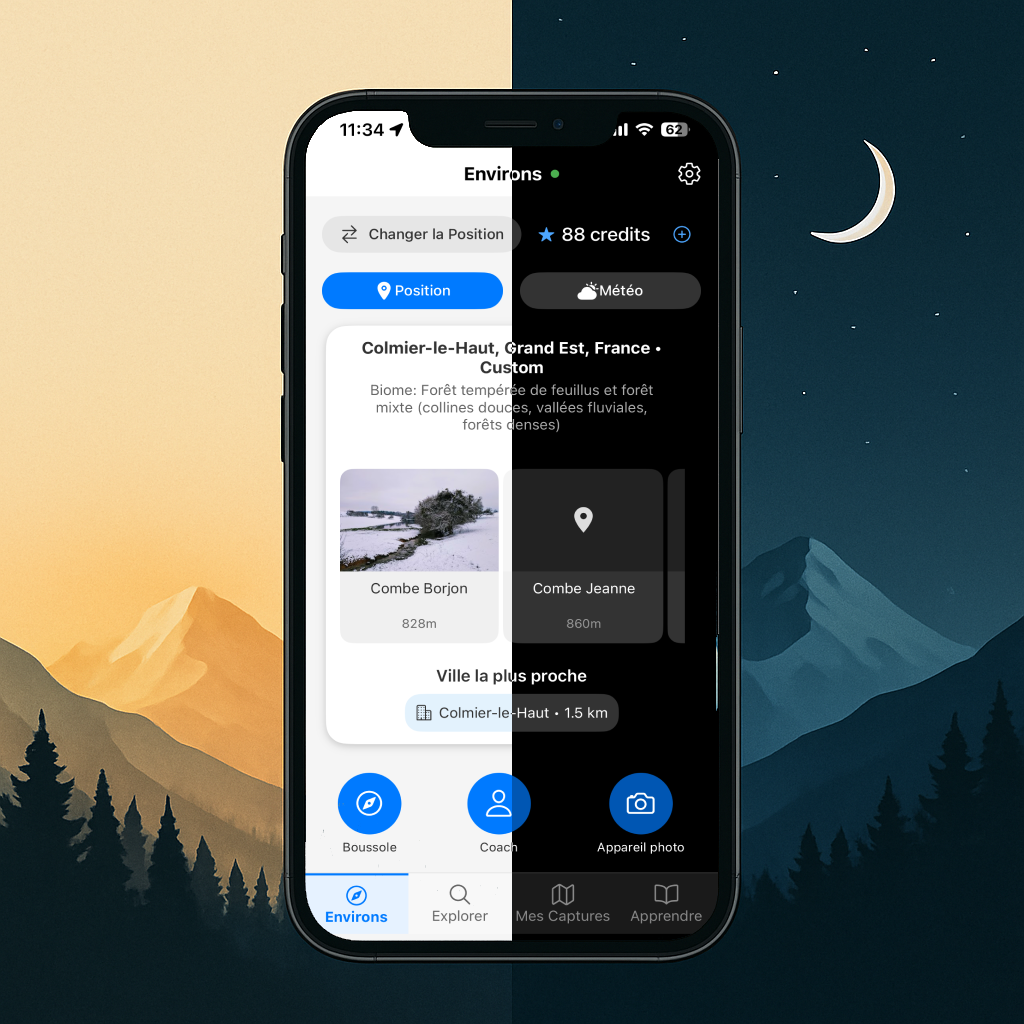 11:34
62
Environs
Changer la Position
88 credits
Position
Météo
Colmier-le-Haut, Grand Est, France •
Custom
Biome: Forêt tempérée de feuillus et forêt
mixte (collines douces, vallées fluviales,
forêts denses)
Combe Borjon
Combe Jeanne
828m
860m
Ville la plus proche
Colmier-le-Haut • 1.5 km
Boussole
Coach
Appareil photo
Environs
Explorer
Mes Captures
Apprendre